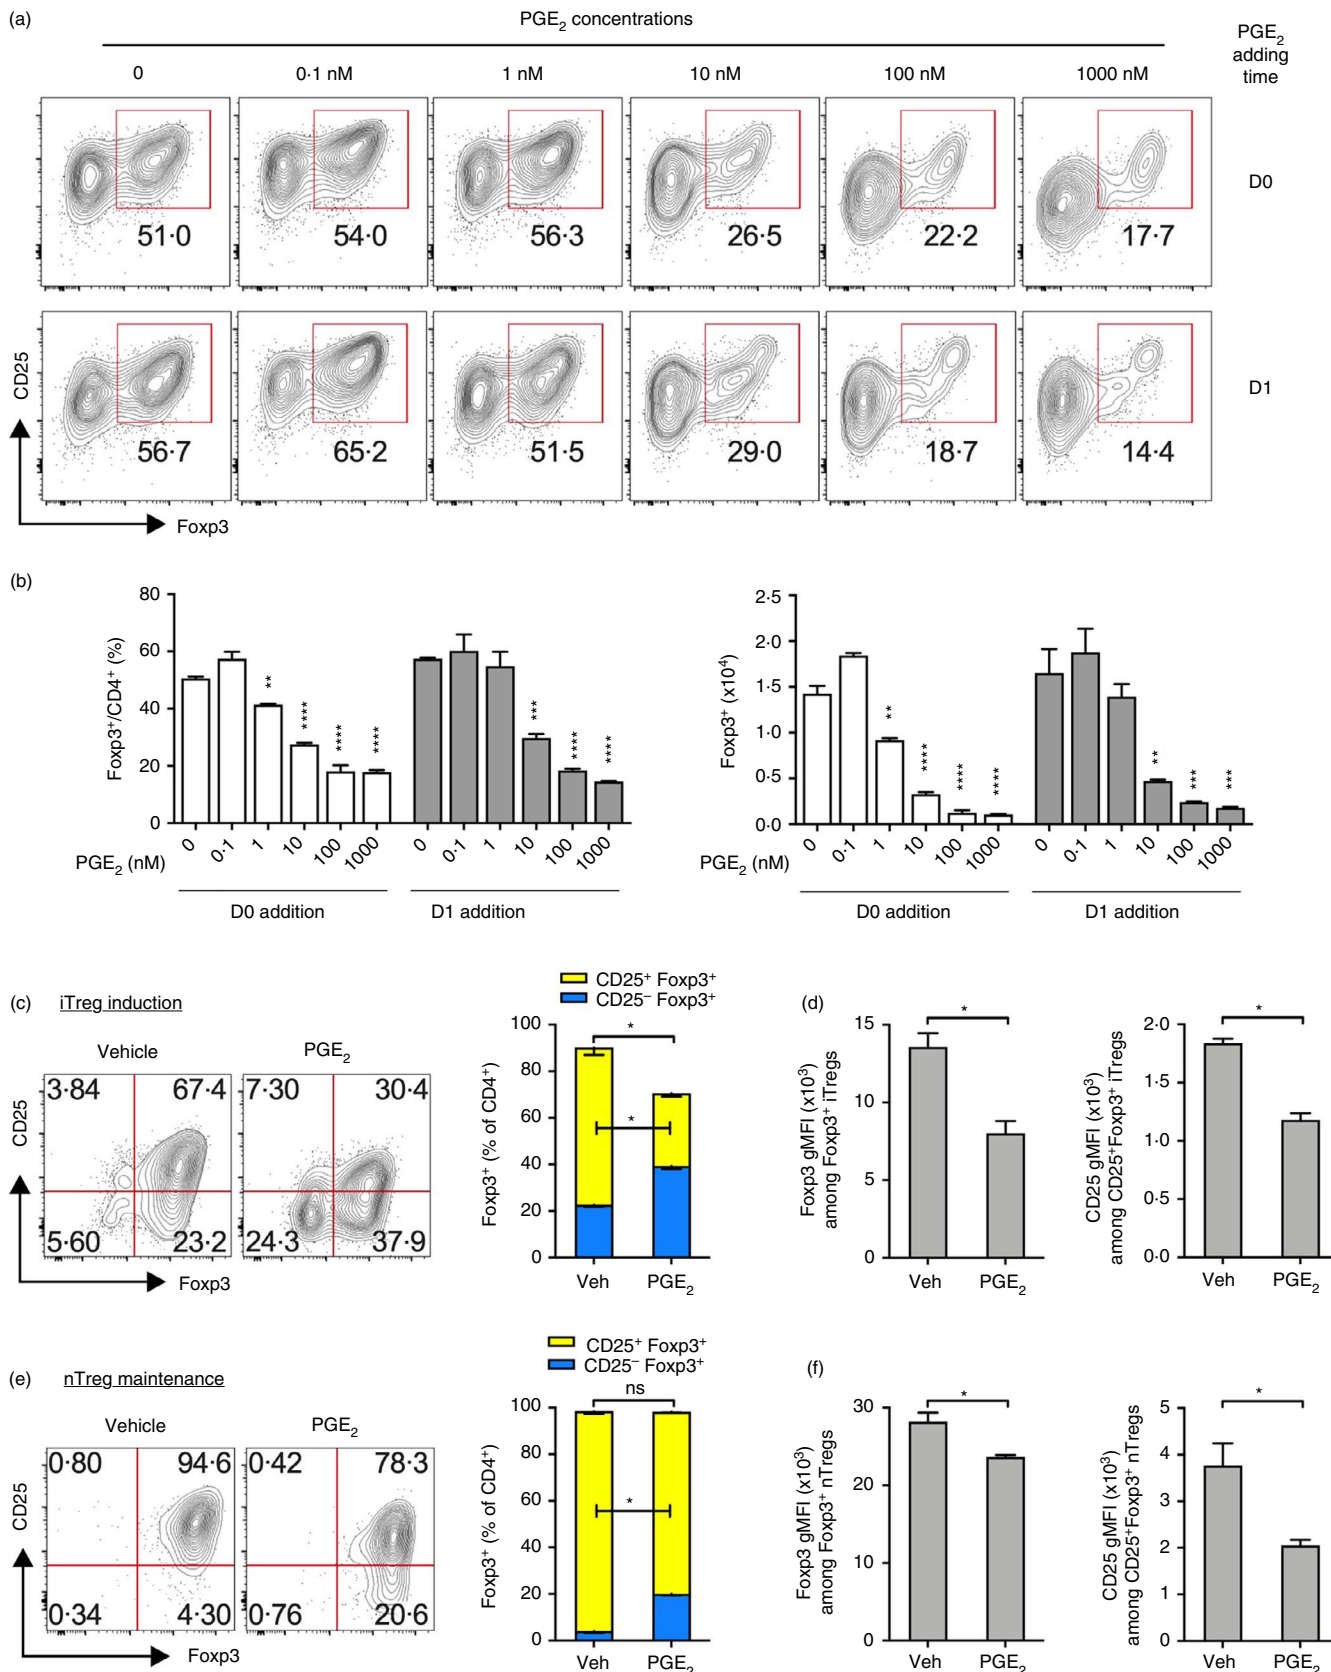 (a)
PGE2 concentrations
PGE2 adding time
0 0·1 nM 1 nM 10 nM 100 nM 1000 nM
51·0 54·0 56·3 26·5 22·2 17·7
D0
56·7 65·2 51·5 29·0 18·7 14·4
D1
CD25
Foxp3
(b)
Foxp3+/CD4+ (%)
80
60
40
20
0
** **** **** **** *** **** ****
0 0·1 1 10 100 1000 0 0·1 1 10 100 1000
PGE2 (nM)
D0 addition D1 addition
Foxp3+ (x10⁴)
2·5
2·0
1·5
1·0
0·5
0·0
** **** **** **** ** *** ***
0 0·1 1 10 100 1000 0 0·1 1 10 100 1000
PGE2 (nM)
D0 addition D1 addition
(c) iTreg induction
Vehicle PGE2
3·84 67·4 7·30 30·4
5·60 23·2 24·3 37·9
CD25
Foxp3
CD25+ Foxp3+
CD25− Foxp3+
Foxp3+ (% of CD4+)
100
80
60
40
20
0
*
*
Veh PGE2
(d)
Foxp3 gMFI (x10³)
among Foxp3+ iTregs
15
10
5
0
*
Veh PGE2
CD25 gMFI (x10³)
among CD25+Foxp3+ iTregs
2·0
1·5
1·0
0·5
0·0
*
Veh PGE2
(e) nTreg maintenance
Vehicle PGE2
0·80 94·6 0·42 78·3
0·34 4·30 0·76 20·6
CD25
Foxp3
CD25+ Foxp3+
CD25− Foxp3+
Foxp3+ (% of CD4+)
100
80
60
40
20
0
ns
*
Veh PGE2
(f)
Foxp3 gMFI (x10³)
among Foxp3+ nTregs
30
20
10
0
*
Veh PGE2
CD25 gMFI (x10³)
among CD25+Foxp3+ nTregs
5
4
3
2
1
0
*
Veh PGE2